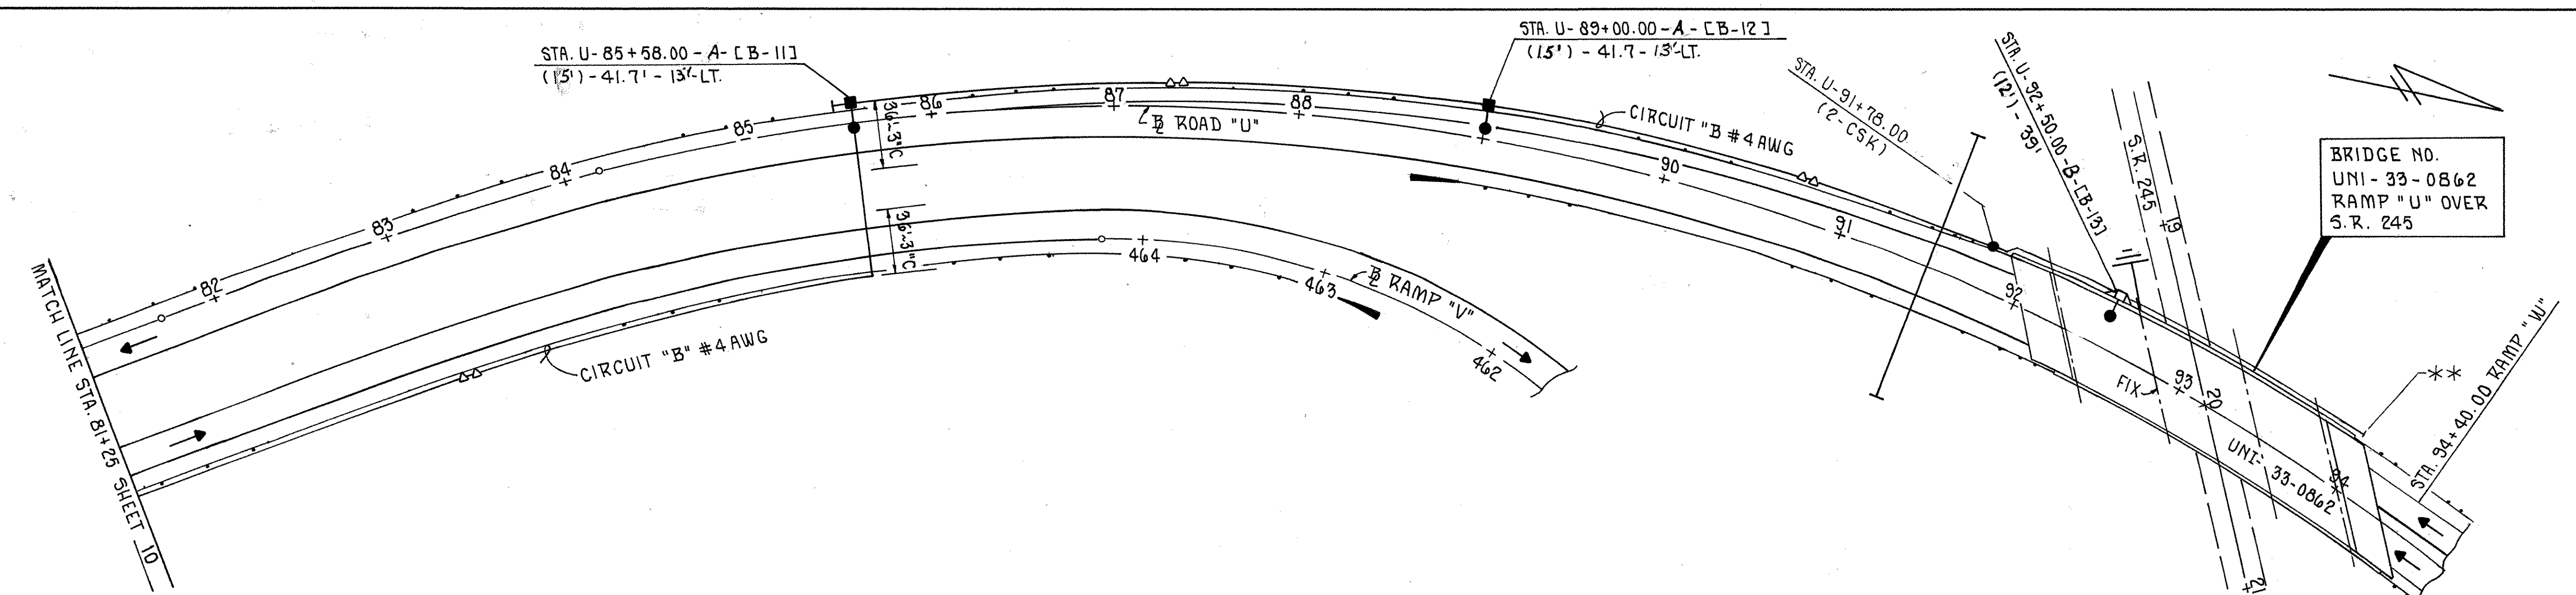 STA. U-85+58.00-A-[B-11]
(15') - 41.7' - 13'-LT.
STA. U-89+00.00-A-[B-12]
(15') - 41.7 - 13'-LT.
STA. U-91+78.00
(2-CSK)
STA. U-92+50.00-B-[B-13]
(12') - 39'
S.R. 245
19
BRIDGE NO.
UNI-33-0862
RAMP "U" OVER
S.R. 245
82
83
84
85
86
87
88
90
91
92
93
94
36'-3"C
36'-3"C
BL ROAD "U"
CIRCUIT "B #4 AWG
464
463
BL RAMP "V"
462
CIRCUIT "B" #4 AWG
MATCH LINE STA. 81+25 SHEET 10
FIX
20
UNI-33-0862
**
STA. 94+40.00 RAMP "W"
21